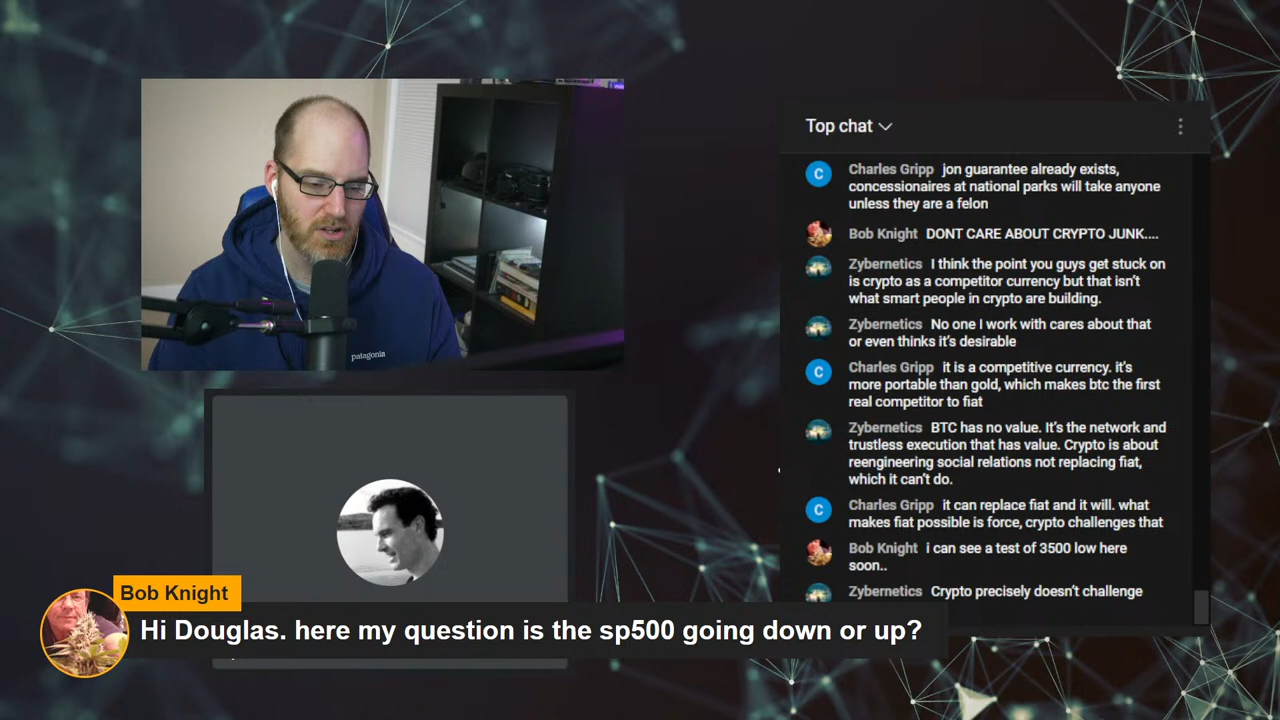 patagonia
Top chat
C
Charles Gripp jon guarantee already exists,
concessionaires at national parks will take anyone
unless they are a felon
Bob Knight DONT CARE ABOUT CRYPTO JUNK....
Zybernetics I think the point you guys get stuck on
is crypto as a competitor currency but that isn't
what smart people in crypto are building.
Zybernetics No one I work with cares about that
or even thinks it's desirable
C
Charles Gripp it is a competitive currency. it's
more portable than gold, which makes btc the first
real competitor to fiat
Zybernetics BTC has no value. It's the network and
trustless execution that has value. Crypto is about
reengineering social relations not replacing fiat,
which it can't do.
C
Charles Gripp it can replace fiat and it will. what
makes fiat possible is force, crypto challenges that
Bob Knight i can see a test of 3500 low here
soon..
Zybernetics Crypto precisely doesn't challenge
Bob Knight
Hi Douglas. here my question is the sp500 going down or up?